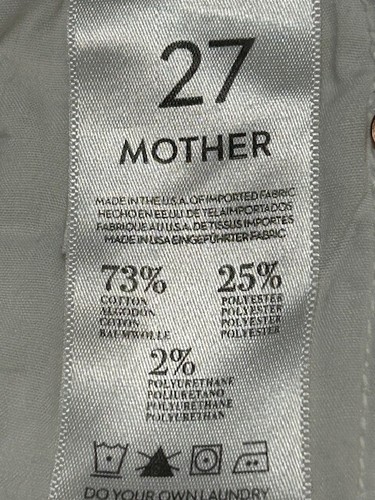 27
MOTHER
MADE IN THE U.S.A. OF IMPORTED FABRIC
HECHO EN EE.UU. DE TELA IMPORTADOS
FABRIQUE AU U.S.A. DE TISSUS IMPORTES
MADE IN USA EINGEFÜHRTER FABRIC
73% 25%
COTTON POLYESTER
ALGODON POLYESTER
COTON POLYESTER
BAUMWOLLE POLYESTER
2%
POLYURETHANE
POLIURETANO
POLYURETHANE
POLYURETHAN
DO YOUR OWN LAUNDRY